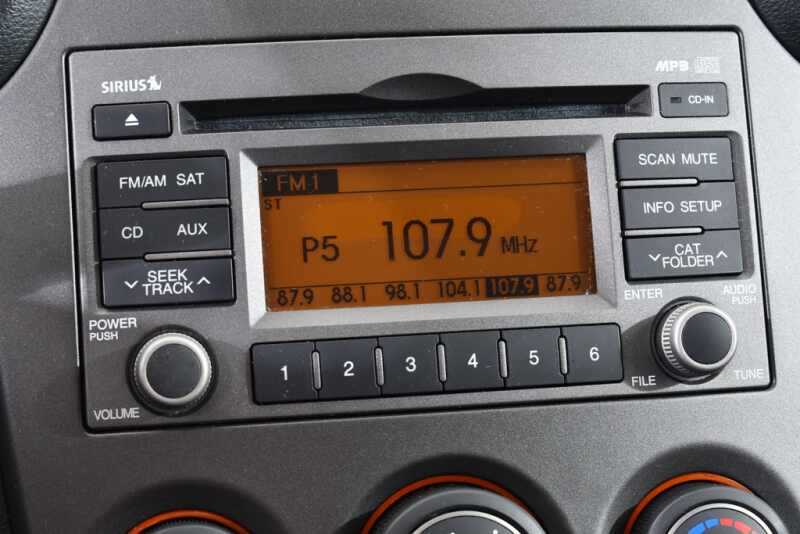 SIRIUS
MP3
CD-IN
FM/AM SAT
CD AUX
SEEK
TRACK
POWER
PUSH
VOLUME
FM1
ST
P5 107.9 MHz
87.9 88.1 98.1 104.1 107.9 87.9
1 2 3 4 5 6
SCAN MUTE
INFO SETUP
CAT
FOLDER
ENTER
AUDIO
PUSH
FILE
TUNE